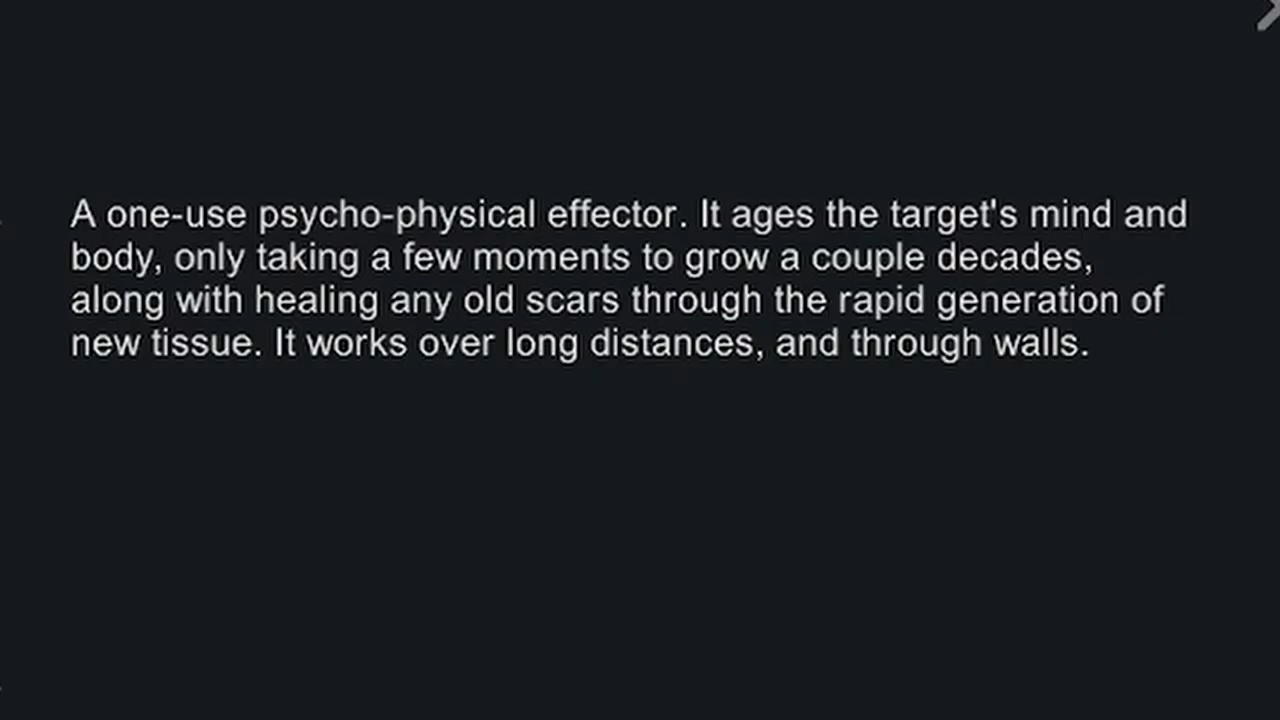 A one-use psycho-physical effector. It ages the target's mind and
body, only taking a few moments to grow a couple decades,
along with healing any old scars through the rapid generation of
new tissue. It works over long distances, and through walls.